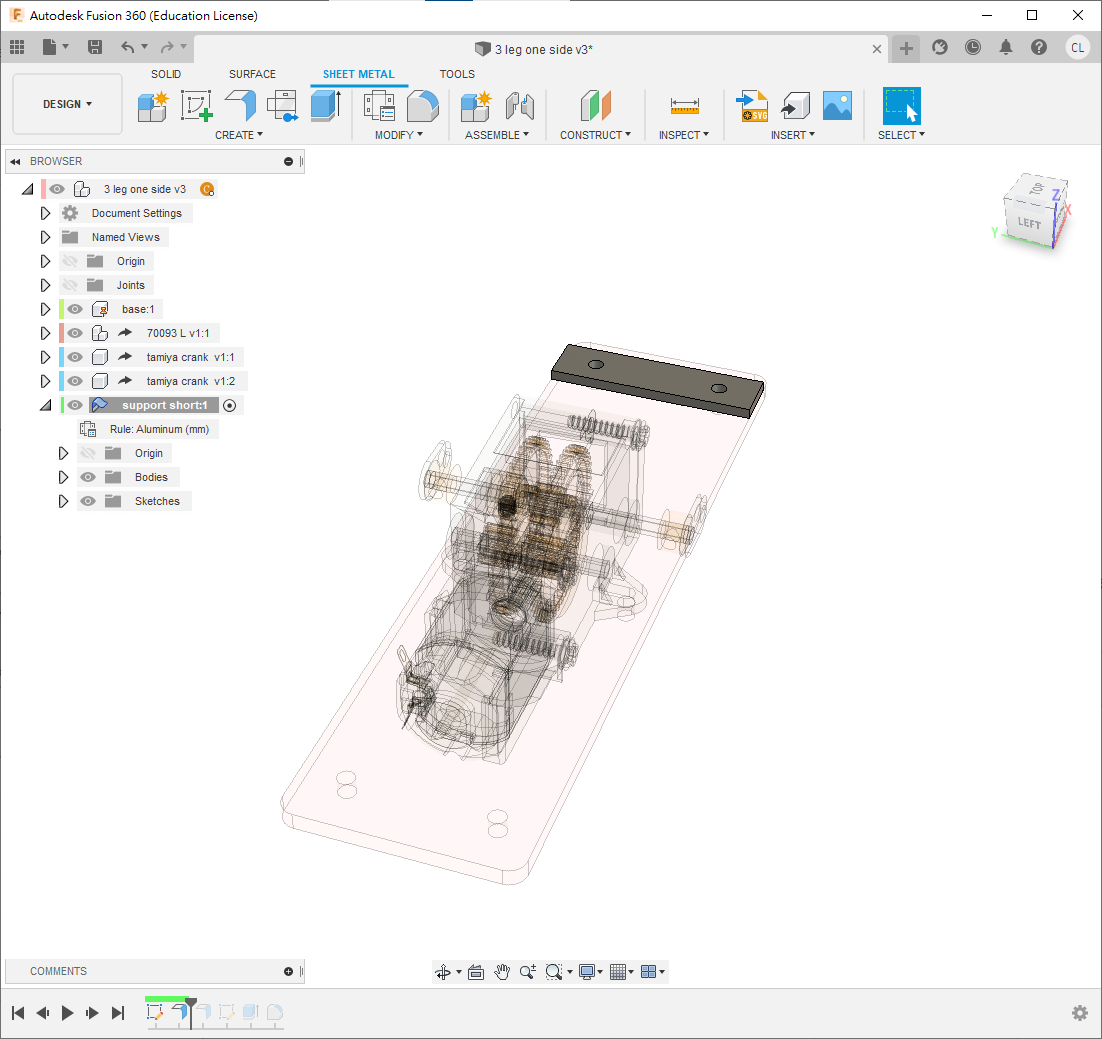 Autodesk Fusion 360 (Education License)
3 leg one side v3*
CL
DESIGN
SOLID SURFACE SHEET METAL TOOLS
SVG
CREATE MODIFY ASSEMBLE CONSTRUCT INSPECT INSERT SELECT
BROWSER
3 leg one side v3
Document Settings
Named Views
Origin
Joints
base:1
70093 L v1:1
tamiya crank v1:1
tamiya crank v1:2
support short:1
Rule: Aluminum (mm)
Origin
Bodies
Sketches
TOP
Z
X
LEFT
Y
COMMENTS